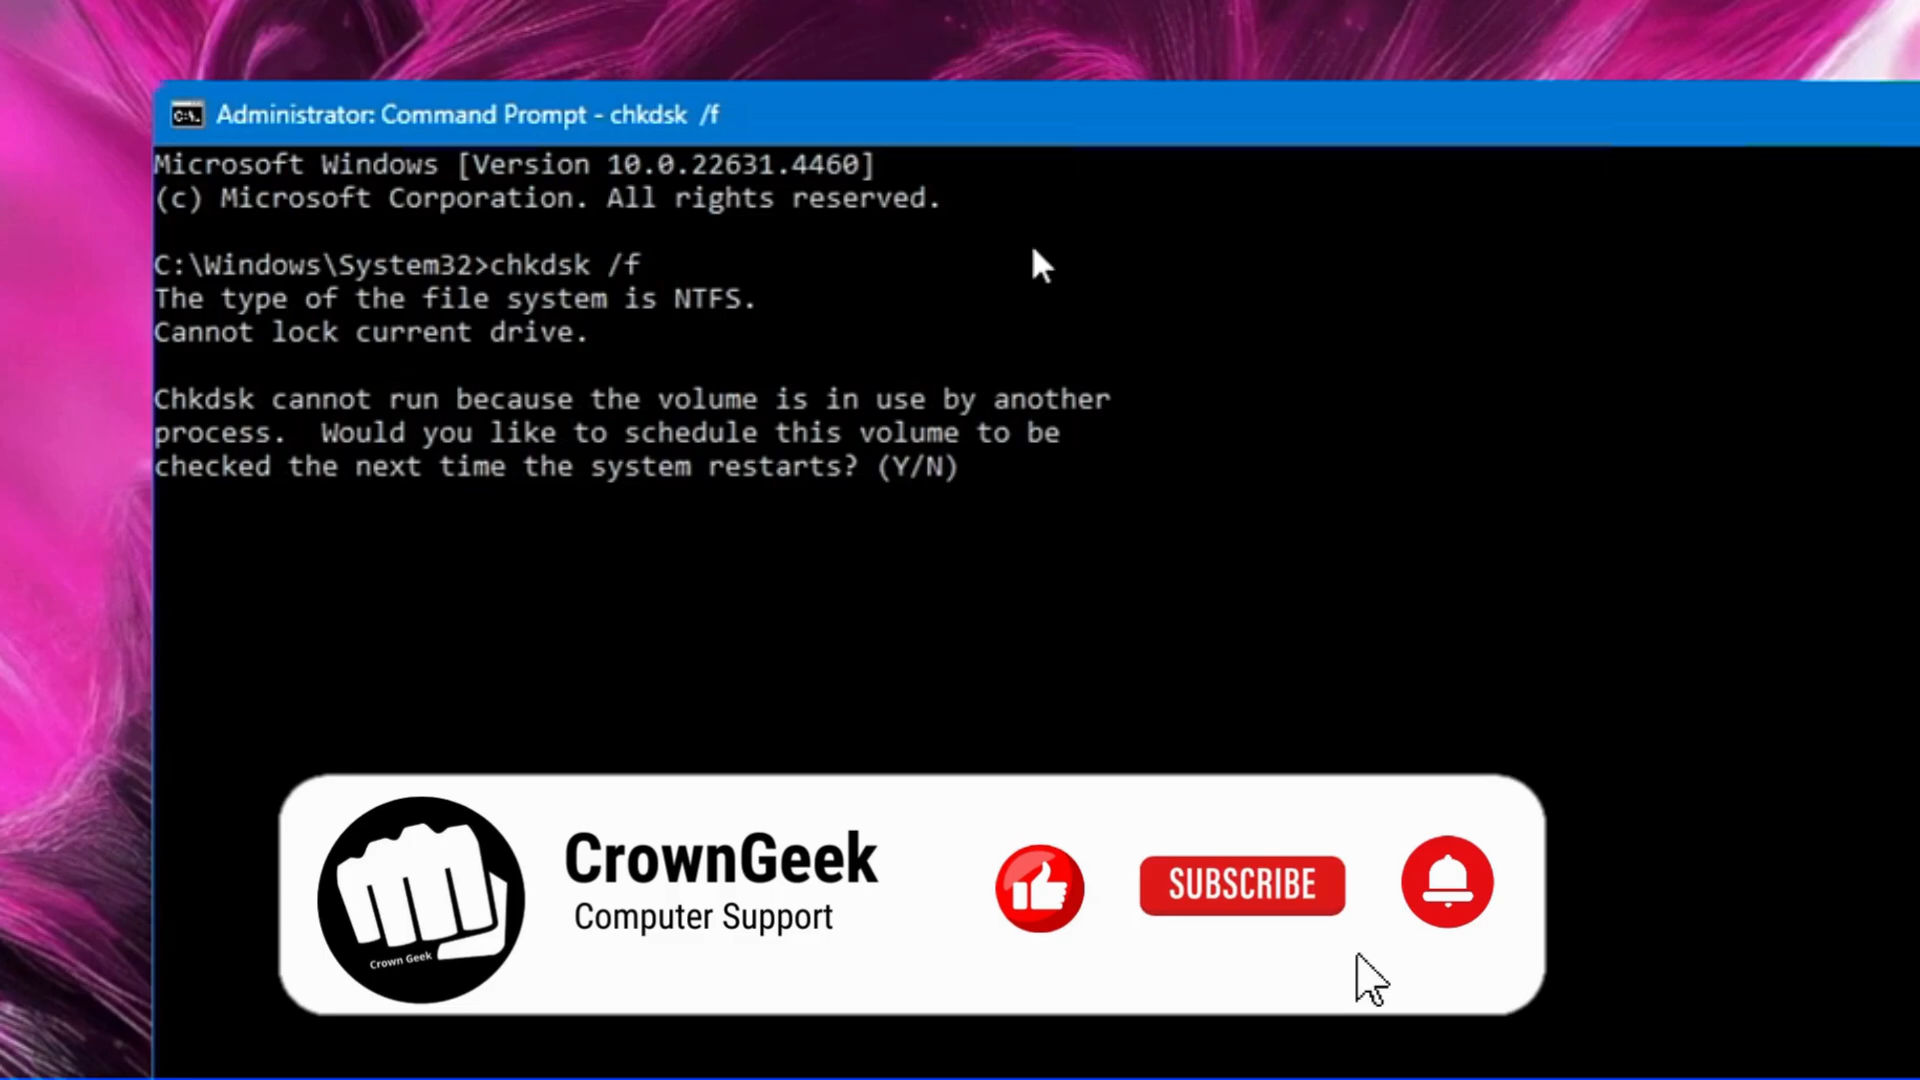 Administrator: Command Prompt - chkdsk /f
Microsoft Windows [Version 10.0.22631.4460]
(c) Microsoft Corporation. All rights reserved.
C:\Windows\System32>chkdsk /f
The type of the file system is NTFS.
Cannot lock current drive.
Chkdsk cannot run because the volume is in use by another
process.  Would you like to schedule this volume to be
checked the next time the system restarts? (Y/N)
CrownGeek
Computer Support
Crown Geek
SUBSCRIBE